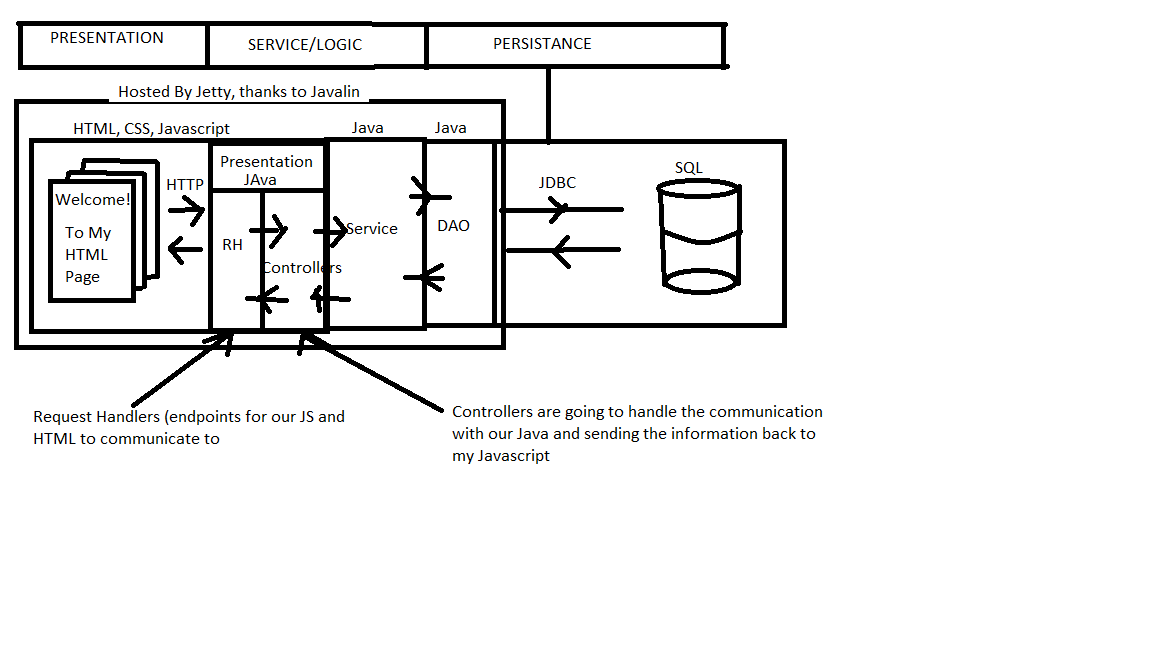 PRESENTATION
SERVICE/LOGIC
PERSISTANCE
Hosted By Jetty, thanks to Javalin
HTML, CSS, Javascript
Java
Java
Welcome!
To My
HTML
Page
HTTP
Presentation
JAva
RH
Controllers
Service
DAO
JDBC
SQL
Request Handlers (endpoints for our JS and
HTML to communicate to
Controllers are going to handle the communication
with our Java and sending the information back to
my Javascript